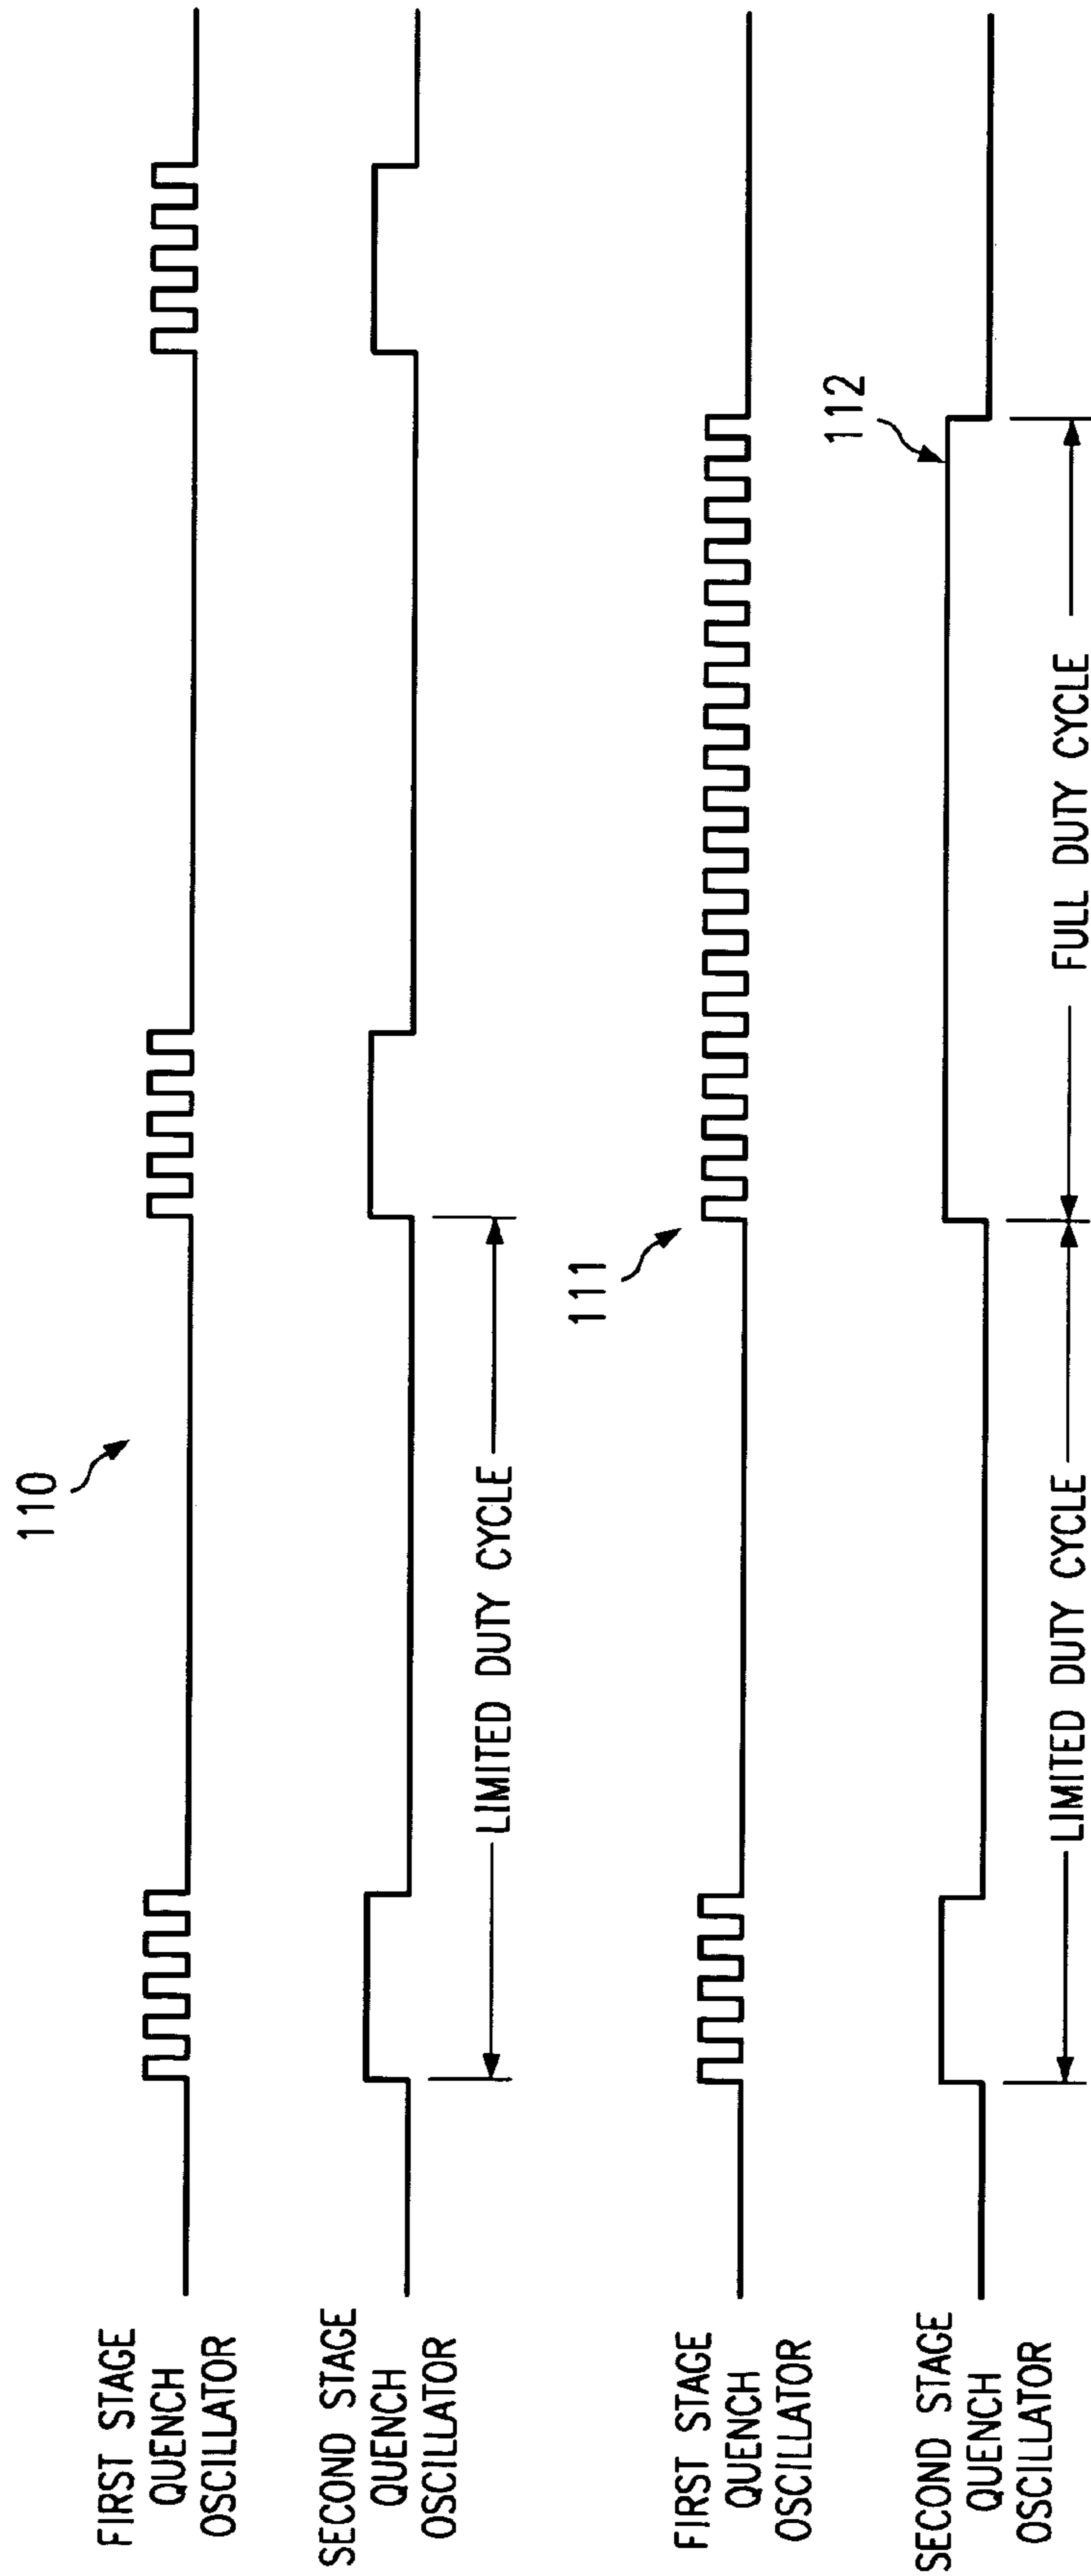 110
FIRST STAGE
QUENCH
OSCILLATOR
SECOND STAGE
QUENCH
OSCILLATOR
LIMITED DUTY CYCLE
111
FIRST STAGE
QUENCH
OSCILLATOR
112
SECOND STAGE
QUENCH
OSCILLATOR
LIMITED DUTY CYCLE
FULL DUTY CYCLE